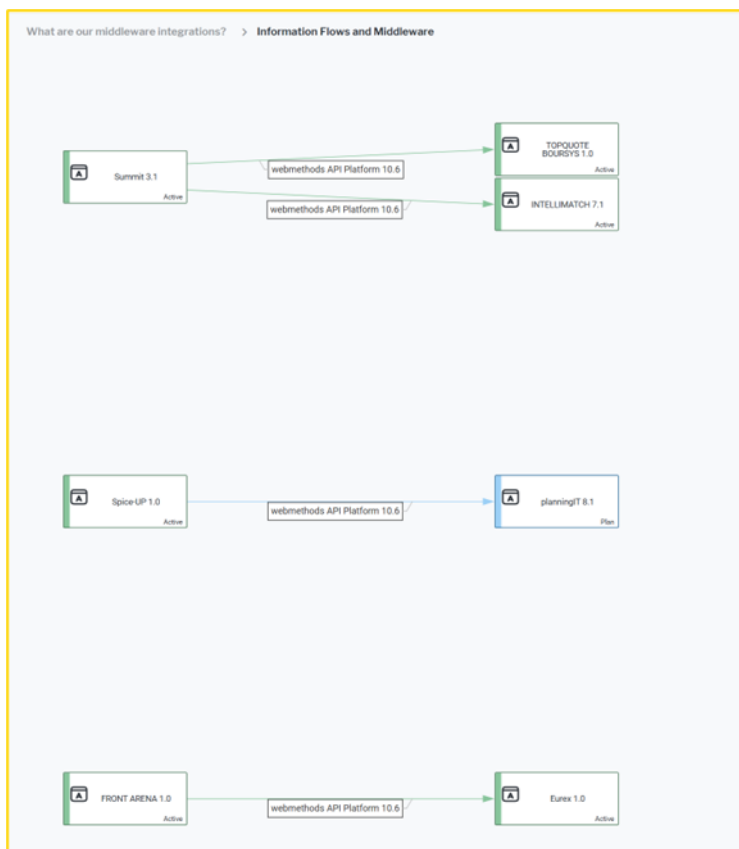 What are our middleware integrations? > Information Flows and Middleware
A
Summit 3.1
Active
webmethods API Platform 10.6
webmethods API Platform 10.6
A
TOPQUOTE
BOURSYS 1.0
Active
A
INTELLIMATCH 7.1
Active
A
Spice-UP 1.0
Active
webmethods API Platform 10.6
A
planningIT 8.1
Plan
A
FRONT ARENA 1.0
Active
webmethods API Platform 10.6
A
Eurex 1.0
Active